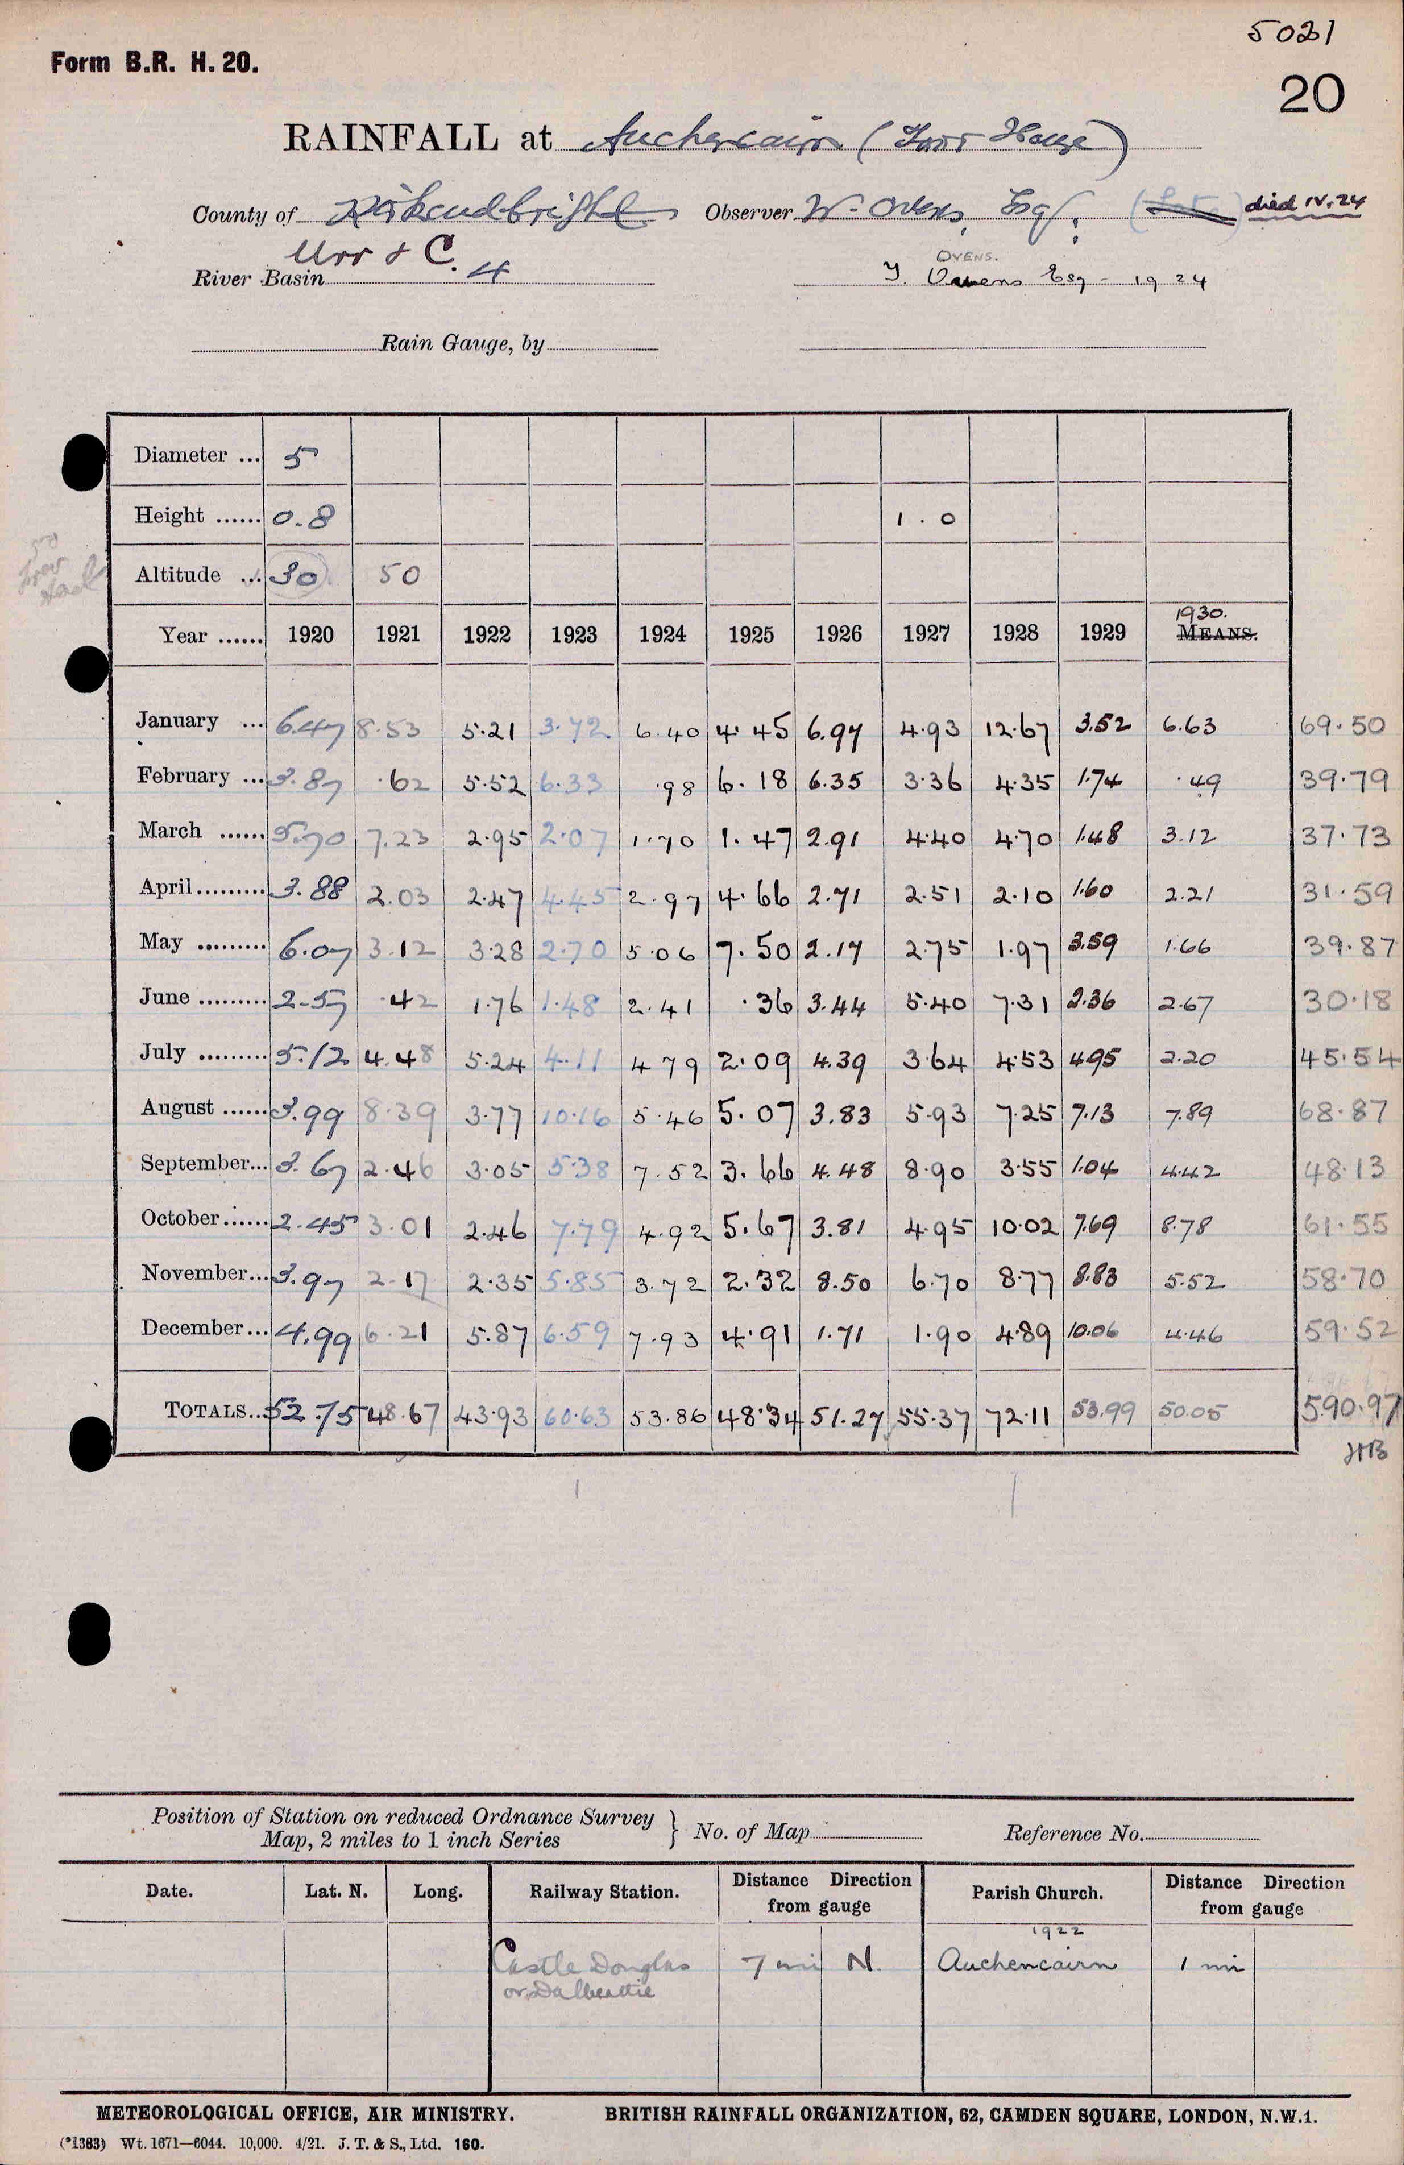 5021
Form B.R. H. 20.
20
RAINFALL at Auchencairn (Torr House)
County of Kirkcudbright Observer W. Ovens, Esq. died IV. 24
Urr & C.
River Basin 4
OVENS.
T. Owens Esq - 1924
Rain Gauge, by
Diameter ... 5
Height ...... 0.8 1.0
Altitude ... 30 50
1930.
Year ...... 1920 1921 1922 1923 1924 1925 1926 1927 1928 1929 MEANS.
January ... 6.47 8.53 5.21 3.72 6.40 4.45 6.97 4.93 12.67 3.52 6.63 69.50
February ... 3.87 .62 5.52 6.33 .98 6.18 6.35 3.36 4.35 1.74 .49 39.79
March ...... 5.70 7.23 2.95 2.07 1.70 1.47 2.91 4.40 4.70 1.48 3.12 37.73
April......... 3.88 2.03 2.47 4.45 2.97 4.66 2.71 2.51 2.10 1.60 2.21 31.59
May ......... 6.07 3.12 3.28 2.70 5.06 7.50 2.17 2.75 1.97 3.59 1.66 39.87
June ......... 2.57 .42 1.76 1.48 2.41 .36 3.44 5.40 7.31 2.36 2.67 30.18
July ......... 5.12 4.48 5.24 4.11 4.79 2.09 4.39 3.64 4.53 4.95 2.20 45.54
August ...... 3.99 8.39 3.77 10.16 5.46 5.07 3.83 5.93 7.25 7.13 7.89 68.87
September... 3.67 2.46 3.05 5.38 7.52 3.66 4.48 8.90 3.55 1.04 4.42 48.13
October...... 2.45 3.01 2.46 7.79 4.92 5.67 3.81 4.95 10.02 7.69 8.78 61.55
November... 3.97 2.17 2.35 5.85 3.72 2.32 8.50 6.70 8.77 8.83 5.52 58.70
December... 4.99 6.21 5.87 6.59 7.93 4.91 1.71 1.90 4.89 10.06 4.46 59.52
TOTALS... 52.75 48.67 43.93 60.63 53.86 48.34 51.27 55.37 72.11 53.99 50.05 590.97
HB
Position of Station on reduced Ordnance Survey
Map, 2 miles to 1 inch Series } No. of Map Reference No.
Date. Lat. N. Long. Railway Station. Distance Direction from gauge Parish Church. Distance Direction from gauge
1922
Castle Douglas 7 mi N. Auchencairn 1 mi
or Dalbeattie
METEOROLOGICAL OFFICE, AIR MINISTRY. BRITISH RAINFALL ORGANIZATION, 62, CAMDEN SQUARE, LONDON, N.W.1.
(*1383) Wt. 1671—6044. 10,000. 4/21. J. T. & S., Ltd. 160.